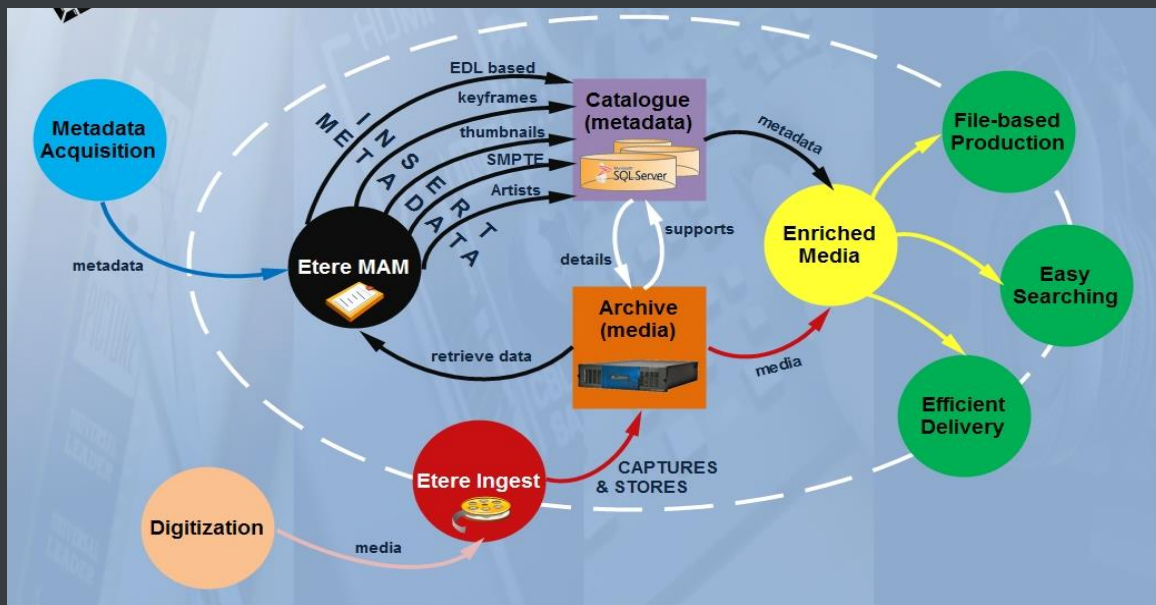 Metadata
Acquisition
metadata
Etere MAM
INSERT
METADATA
EDL based
keyframes
thumbnails
SMPTE
Artists
Catalogue
(metadata)
Microsoft
SQL Server
metadata
details
supports
Archive
(media)
retrieve data
media
Enriched
Media
File-based
Production
Easy
Searching
Efficient
Delivery
Etere Ingest
CAPTURES
& STORES
Digitization
media